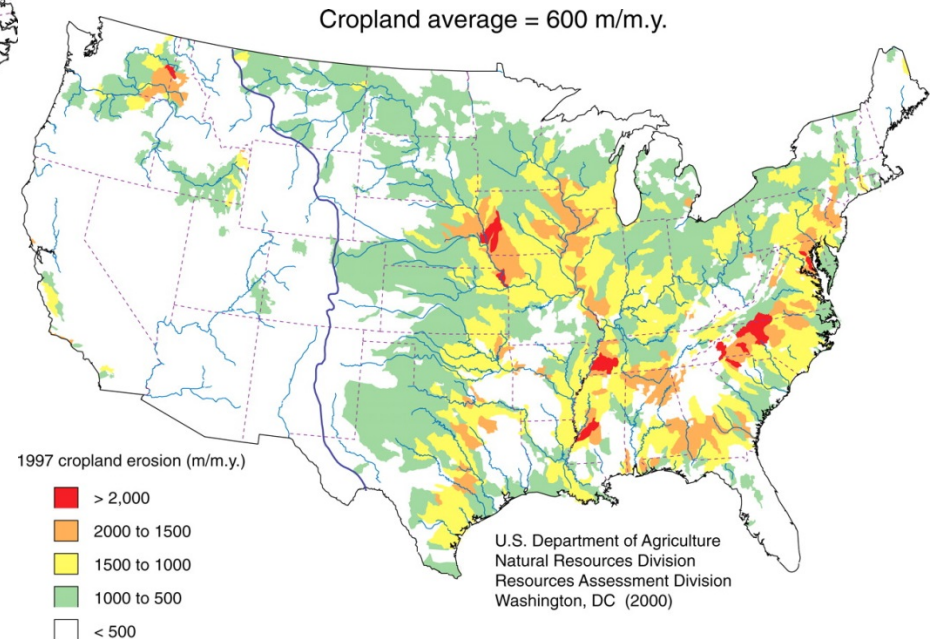 Cropland average = 600 m/m.y.
1997 cropland erosion (m/m.y.)
> 2,000
2000 to 1500
1500 to 1000
1000 to 500
< 500
U.S. Department of Agriculture
Natural Resources Division
Resources Assessment Division
Washington, DC (2000)